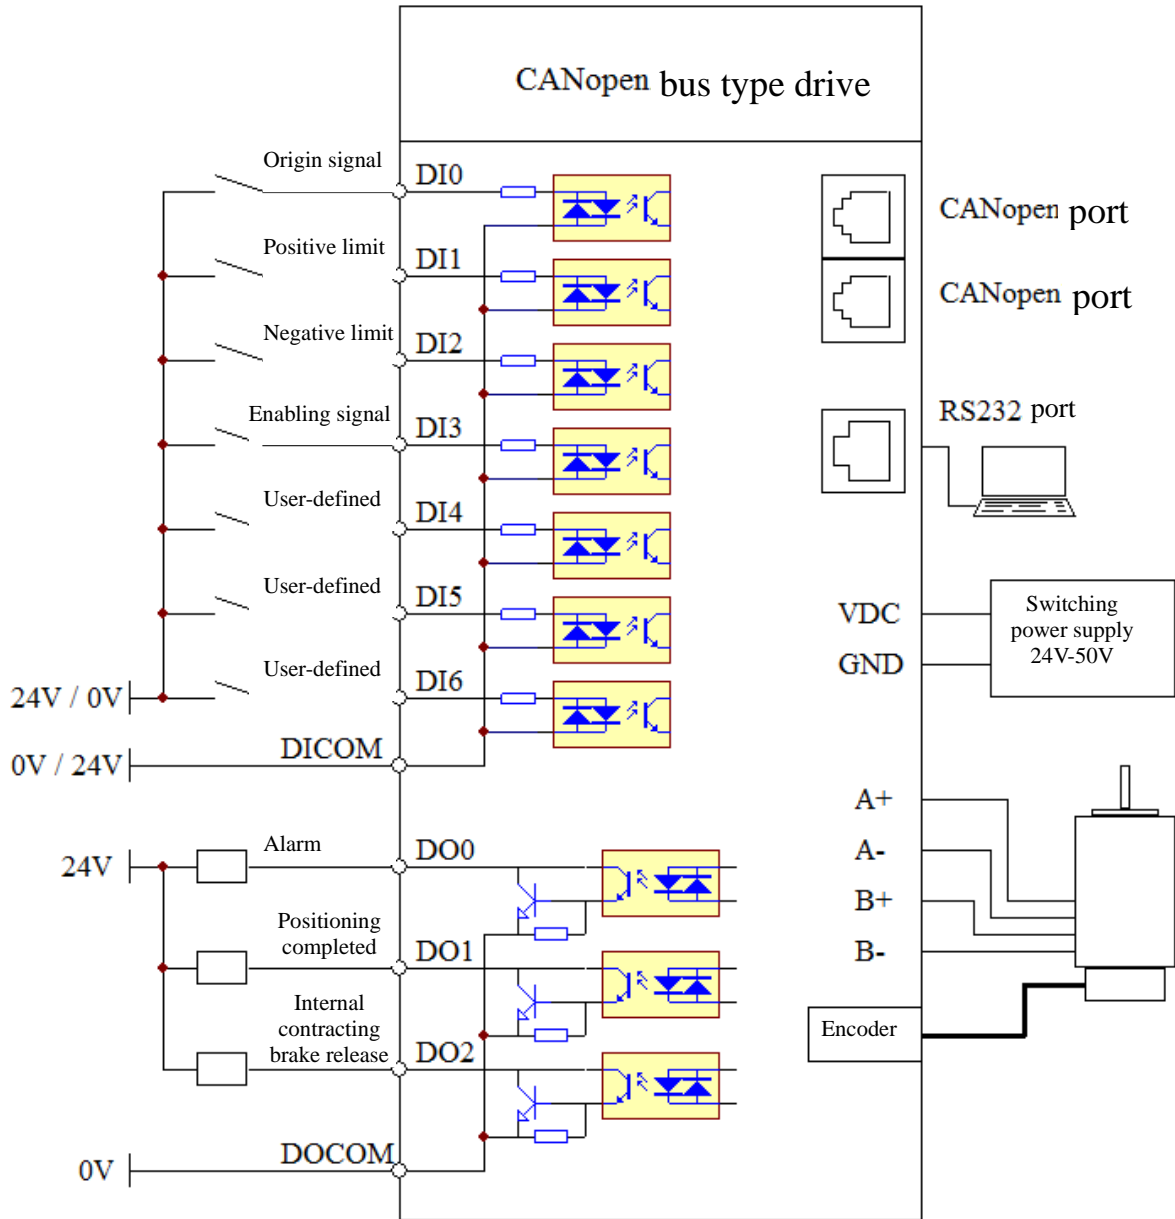 CANopen bus type drive
Origin signal
DI0
Positive limit
DI1
Negative limit
DI2
Enabling signal
DI3
User-defined
DI4
User-defined
DI5
User-defined
DI6
24V / 0V
DICOM
0V / 24V
Alarm
DO0
24V
Positioning
completed
DO1
Internal
contracting
brake release
DO2
DOCOM
0V
CANopen port
CANopen port
RS232 port
VDC
GND
Switching
power supply
24V-50V
A+
A-
B+
B-
Encoder